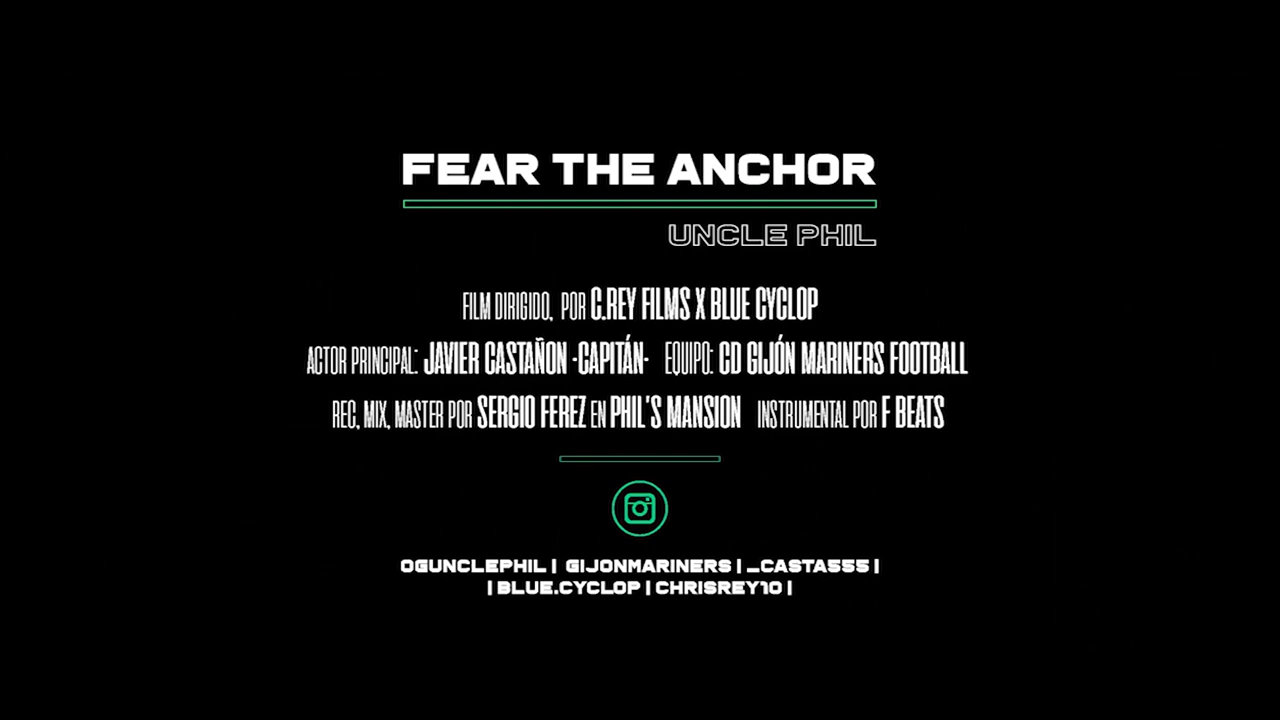 FEAR THE ANCHOR
UNCLE PHIL
FILM DIRIGIDO, POR C.REY FILMS X BLUE CYCLOP
ACTOR PRINCIPAL: JAVIER CASTAÑON -CAPITÁN- EQUIPO: CD GIJÓN MARINERS FOOTBALL
REC, MIX, MASTER POR SERGIO FEREZ EN PHIL'S MANSION INSTRUMENTAL POR F BEATS
OGUNCLEPHIL | GIJONMARINERS | _CASTA555 |
| BLUE.CYCLOP | CHRISREY10 |